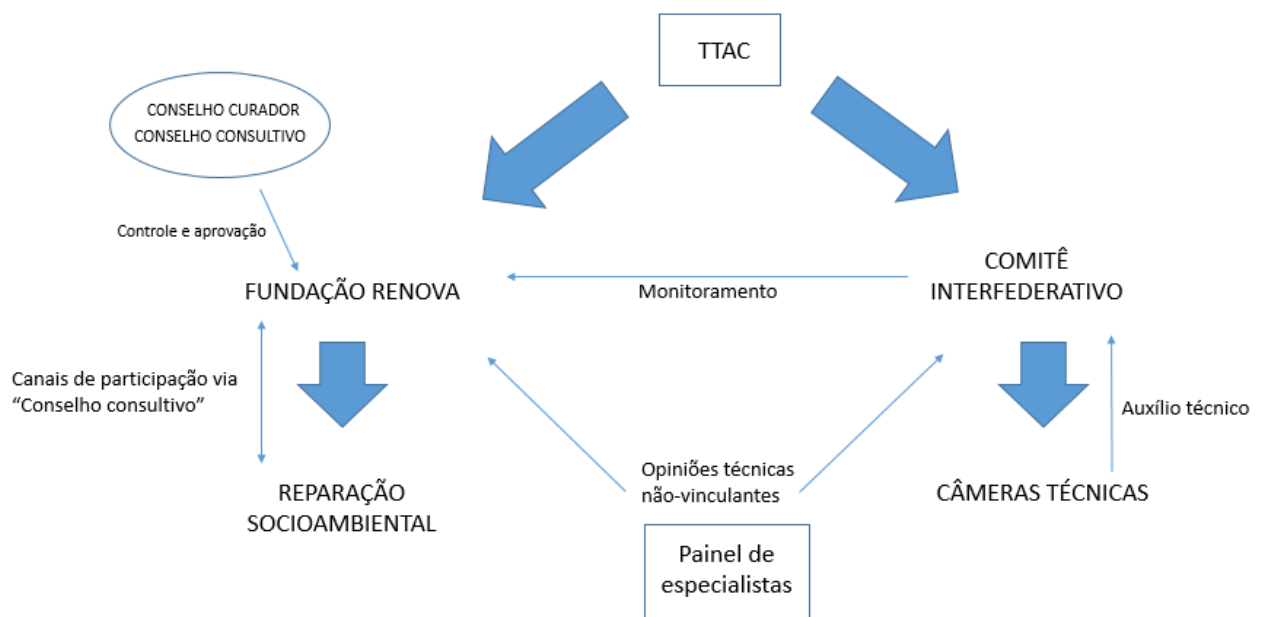 TTAC
CONSELHO CURADOR
CONSELHO CONSULTIVO
Controle e aprovação
FUNDAÇÃO RENOVA
Monitoramento
COMITÊ
INTERFEDERATIVO
Canais de participação via
“Conselho consultivo”
Auxílio técnico
Opiniões técnicas
não-vinculantes
REPARAÇÃO
SOCIOAMBIENTAL
CÂMERAS TÉCNICAS
Painel de
especialistas